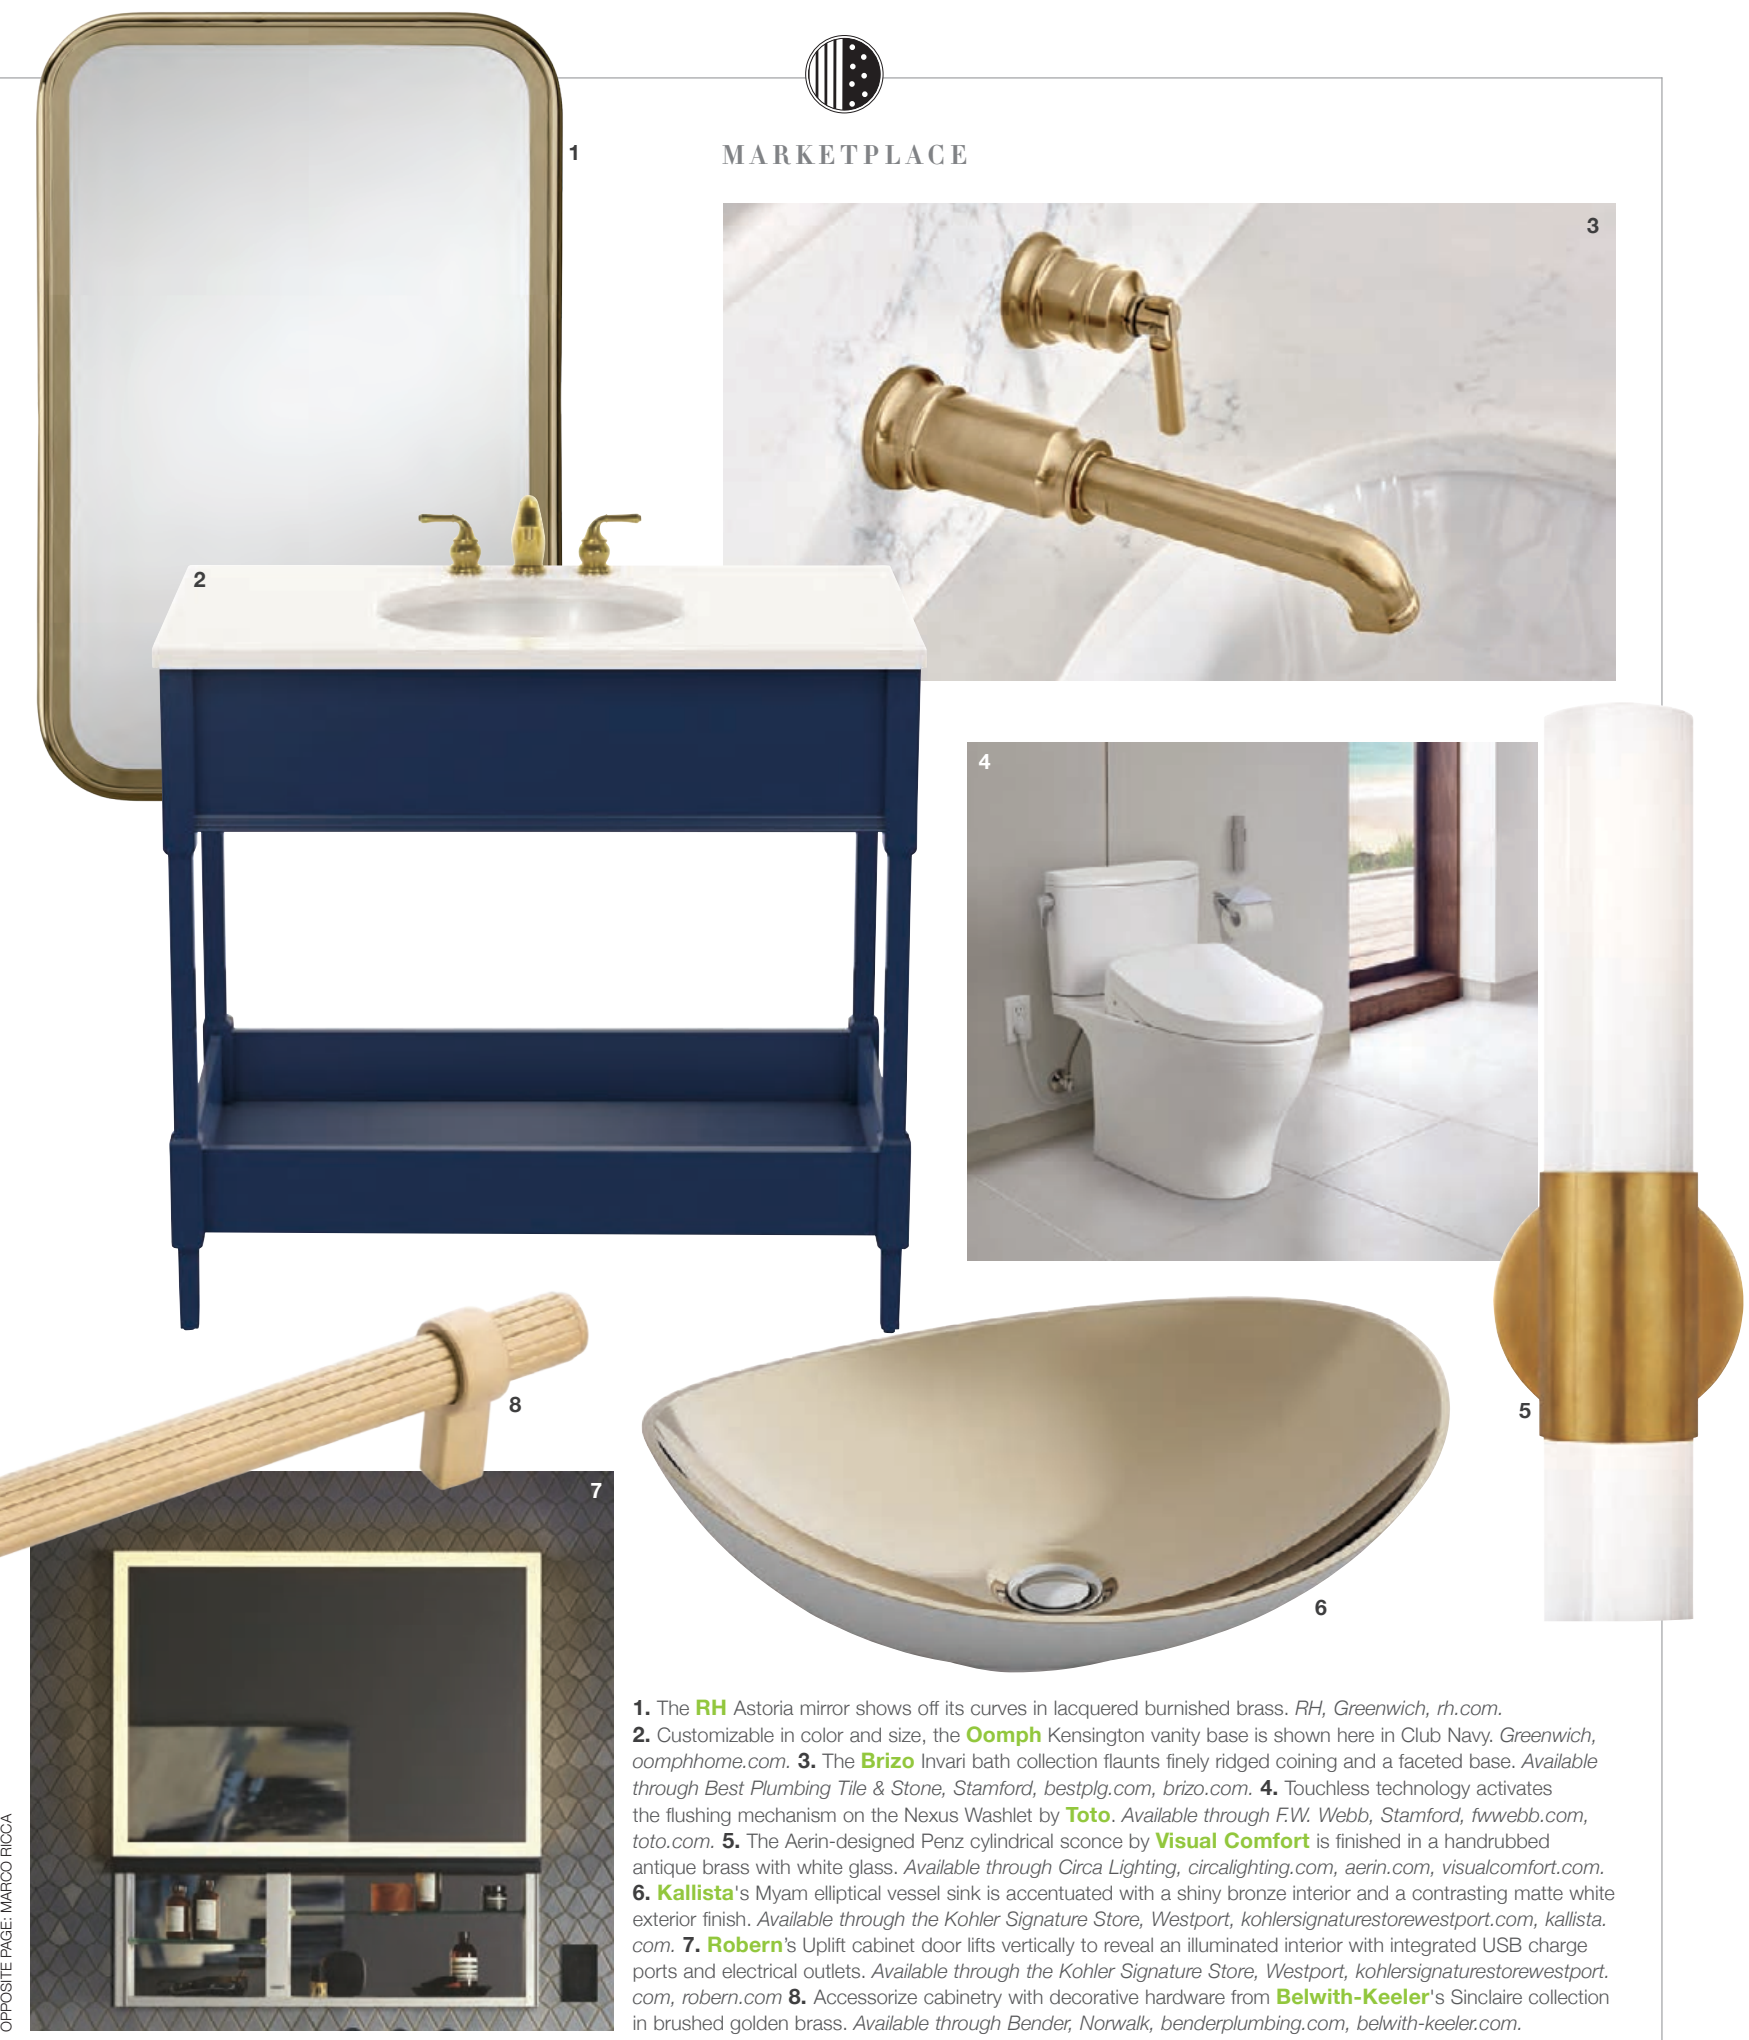 MARKETPLACE
1
2
3
4
5
6
7
8
1. The RH Astoria mirror shows off its curves in lacquered burnished brass. RH, Greenwich, rh.com.
2. Customizable in color and size, the Oomph Kensington vanity base is shown here in Club Navy. Greenwich,
oomphhome.com. 3. The Brizo Invari bath collection flaunts finely ridged coining and a faceted base. Available
through Best Plumbing Tile & Stone, Stamford, bestplg.com, brizo.com. 4. Touchless technology activates
the flushing mechanism on the Nexus Washlet by Toto. Available through F.W. Webb, Stamford, fwwebb.com,
toto.com. 5. The Aerin-designed Penz cylindrical sconce by Visual Comfort is finished in a handrubbed
antique brass with white glass. Available through Circa Lighting, circalighting.com, aerin.com, visualcomfort.com.
6. Kallista's Myam elliptical vessel sink is accentuated with a shiny bronze interior and a contrasting matte white
exterior finish. Available through the Kohler Signature Store, Westport, kohlersignaturestorewestport.com, kallista.
com. 7. Robern's Uplift cabinet door lifts vertically to reveal an illuminated interior with integrated USB charge
ports and electrical outlets. Available through the Kohler Signature Store, Westport, kohlersignaturestorewestport.
com, robern.com 8. Accessorize cabinetry with decorative hardware from Belwith-Keeler's Sinclaire collection
in brushed golden brass. Available through Bender, Norwalk, benderplumbing.com, belwith-keeler.com.
OPPOSITE PAGE: MARCO RICCA